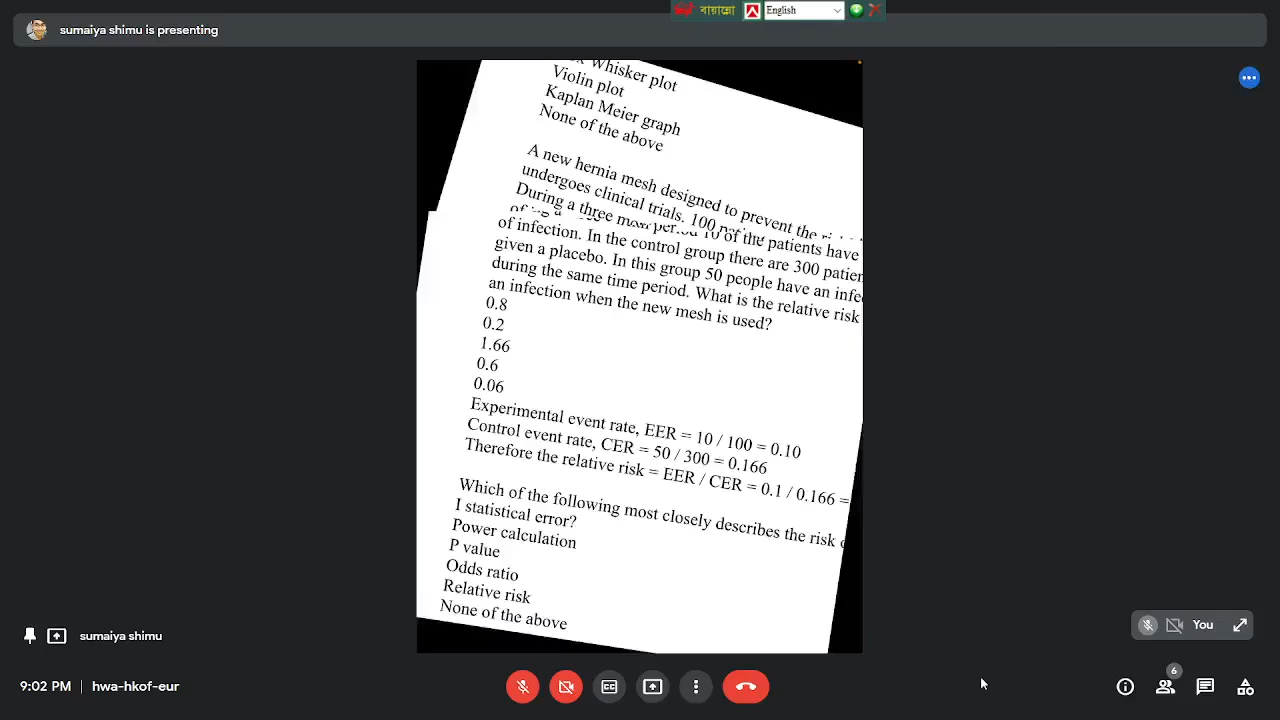 বায়ান্নো
English
sumaiya shimu is presenting
Whisker plot
Violin plot
Kaplan Meier graph
None of the above
A new hernia mesh designed to prevent the
undergoes clinical trials. 100
During a three month period 10 of the patients have
of infection. In the control group there are 300 patien
given a placebo. In this group 50 people have an infe
during the same time period. What is the relative risk
an infection when the new mesh is used?
0.8
0.2
1.66
0.6
0.06
Experimental event rate, EER = 10 / 100 = 0.10
Control event rate, CER = 50 / 300 = 0.166
Therefore the relative risk = EER / CER = 0.1 / 0.166 =
Which of the following most closely describes the risk
I statistical error?
Power calculation
P value
Odds ratio
Relative risk
None of the above
sumaiya shimu
You
9:02 PM | hwa-hkof-eur
6